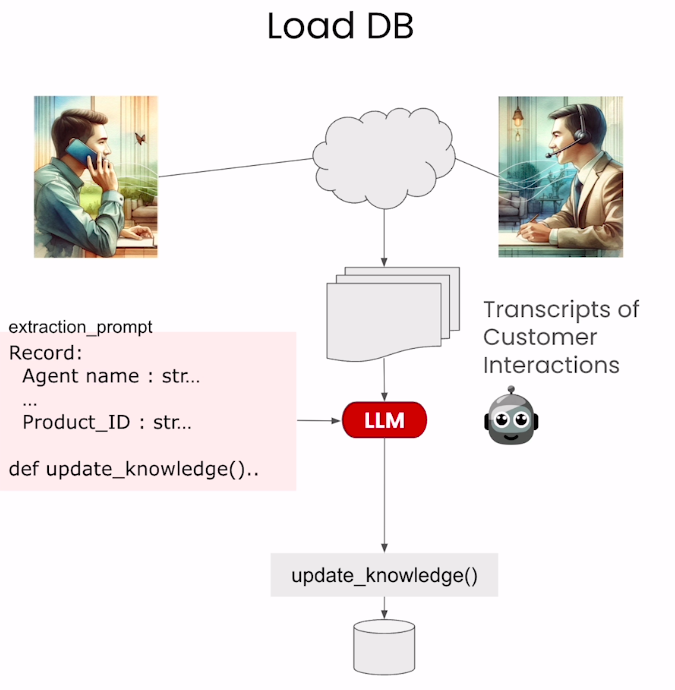 Load DB
Transcripts of
Customer
Interactions
extraction_prompt
Record:
Agent name : str...
...
Product_ID : str...
def update_knowledge()..
LLM
update_knowledge()